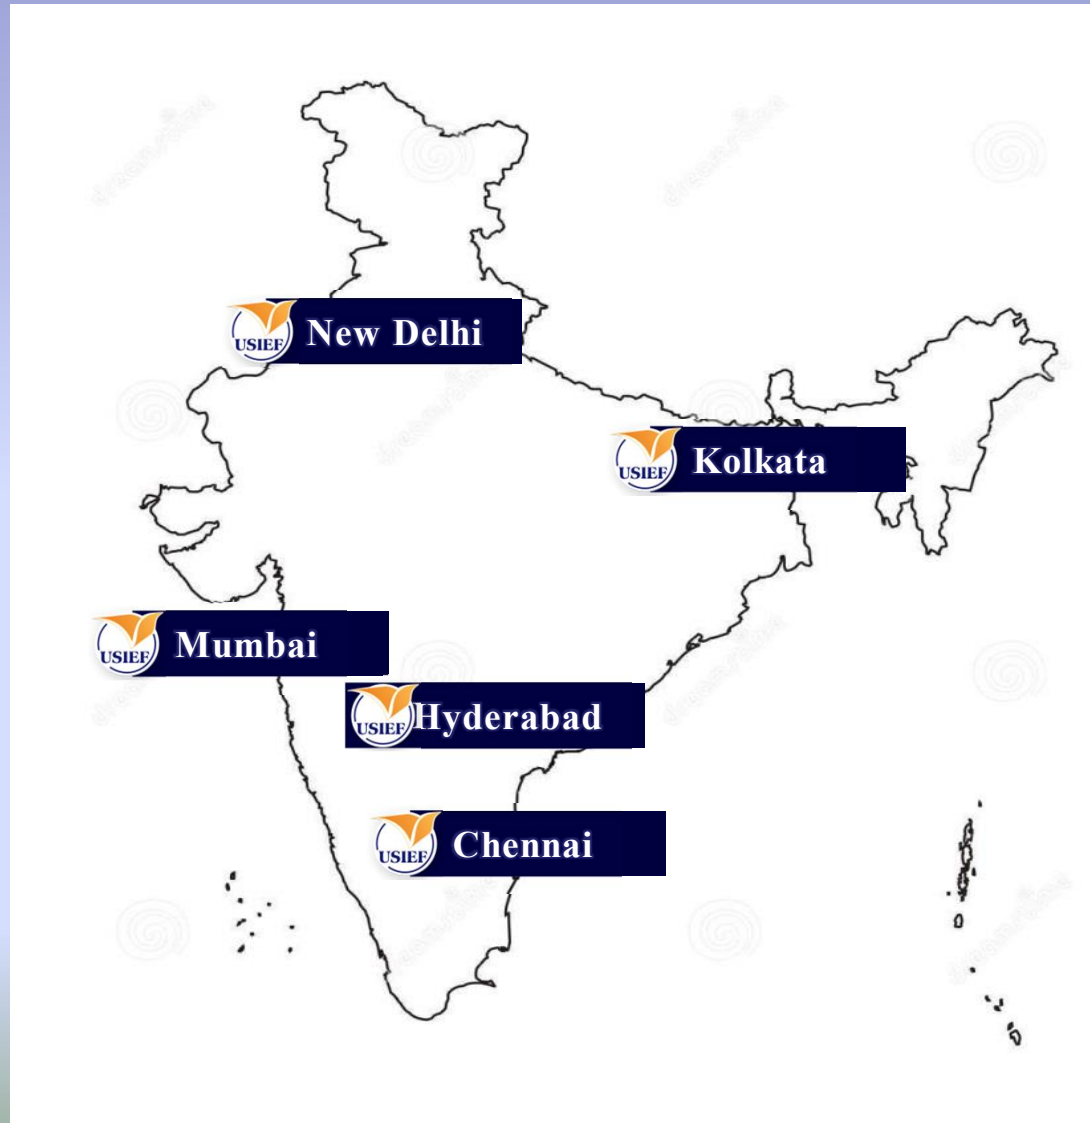 USIEF New Delhi
USIEF Kolkata
USIEF Mumbai
USIEF Hyderabad
USIEF Chennai